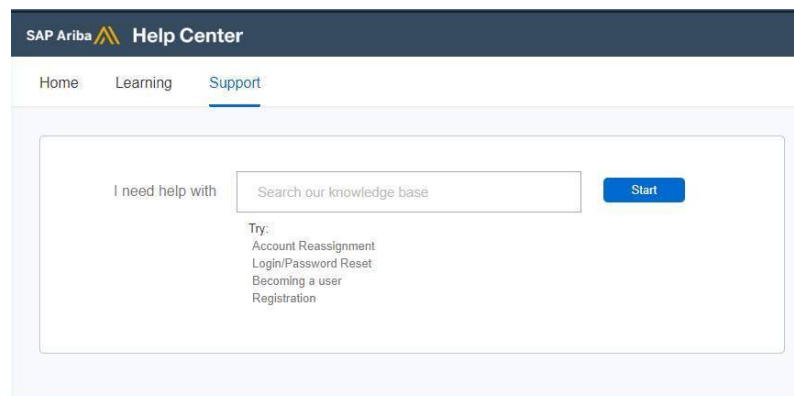 SAP Ariba Help Center
Home Learning Support
I need help with Search our knowledge base Start
Try:
Account Reassignment
Login/Password Reset
Becoming a user
Registration